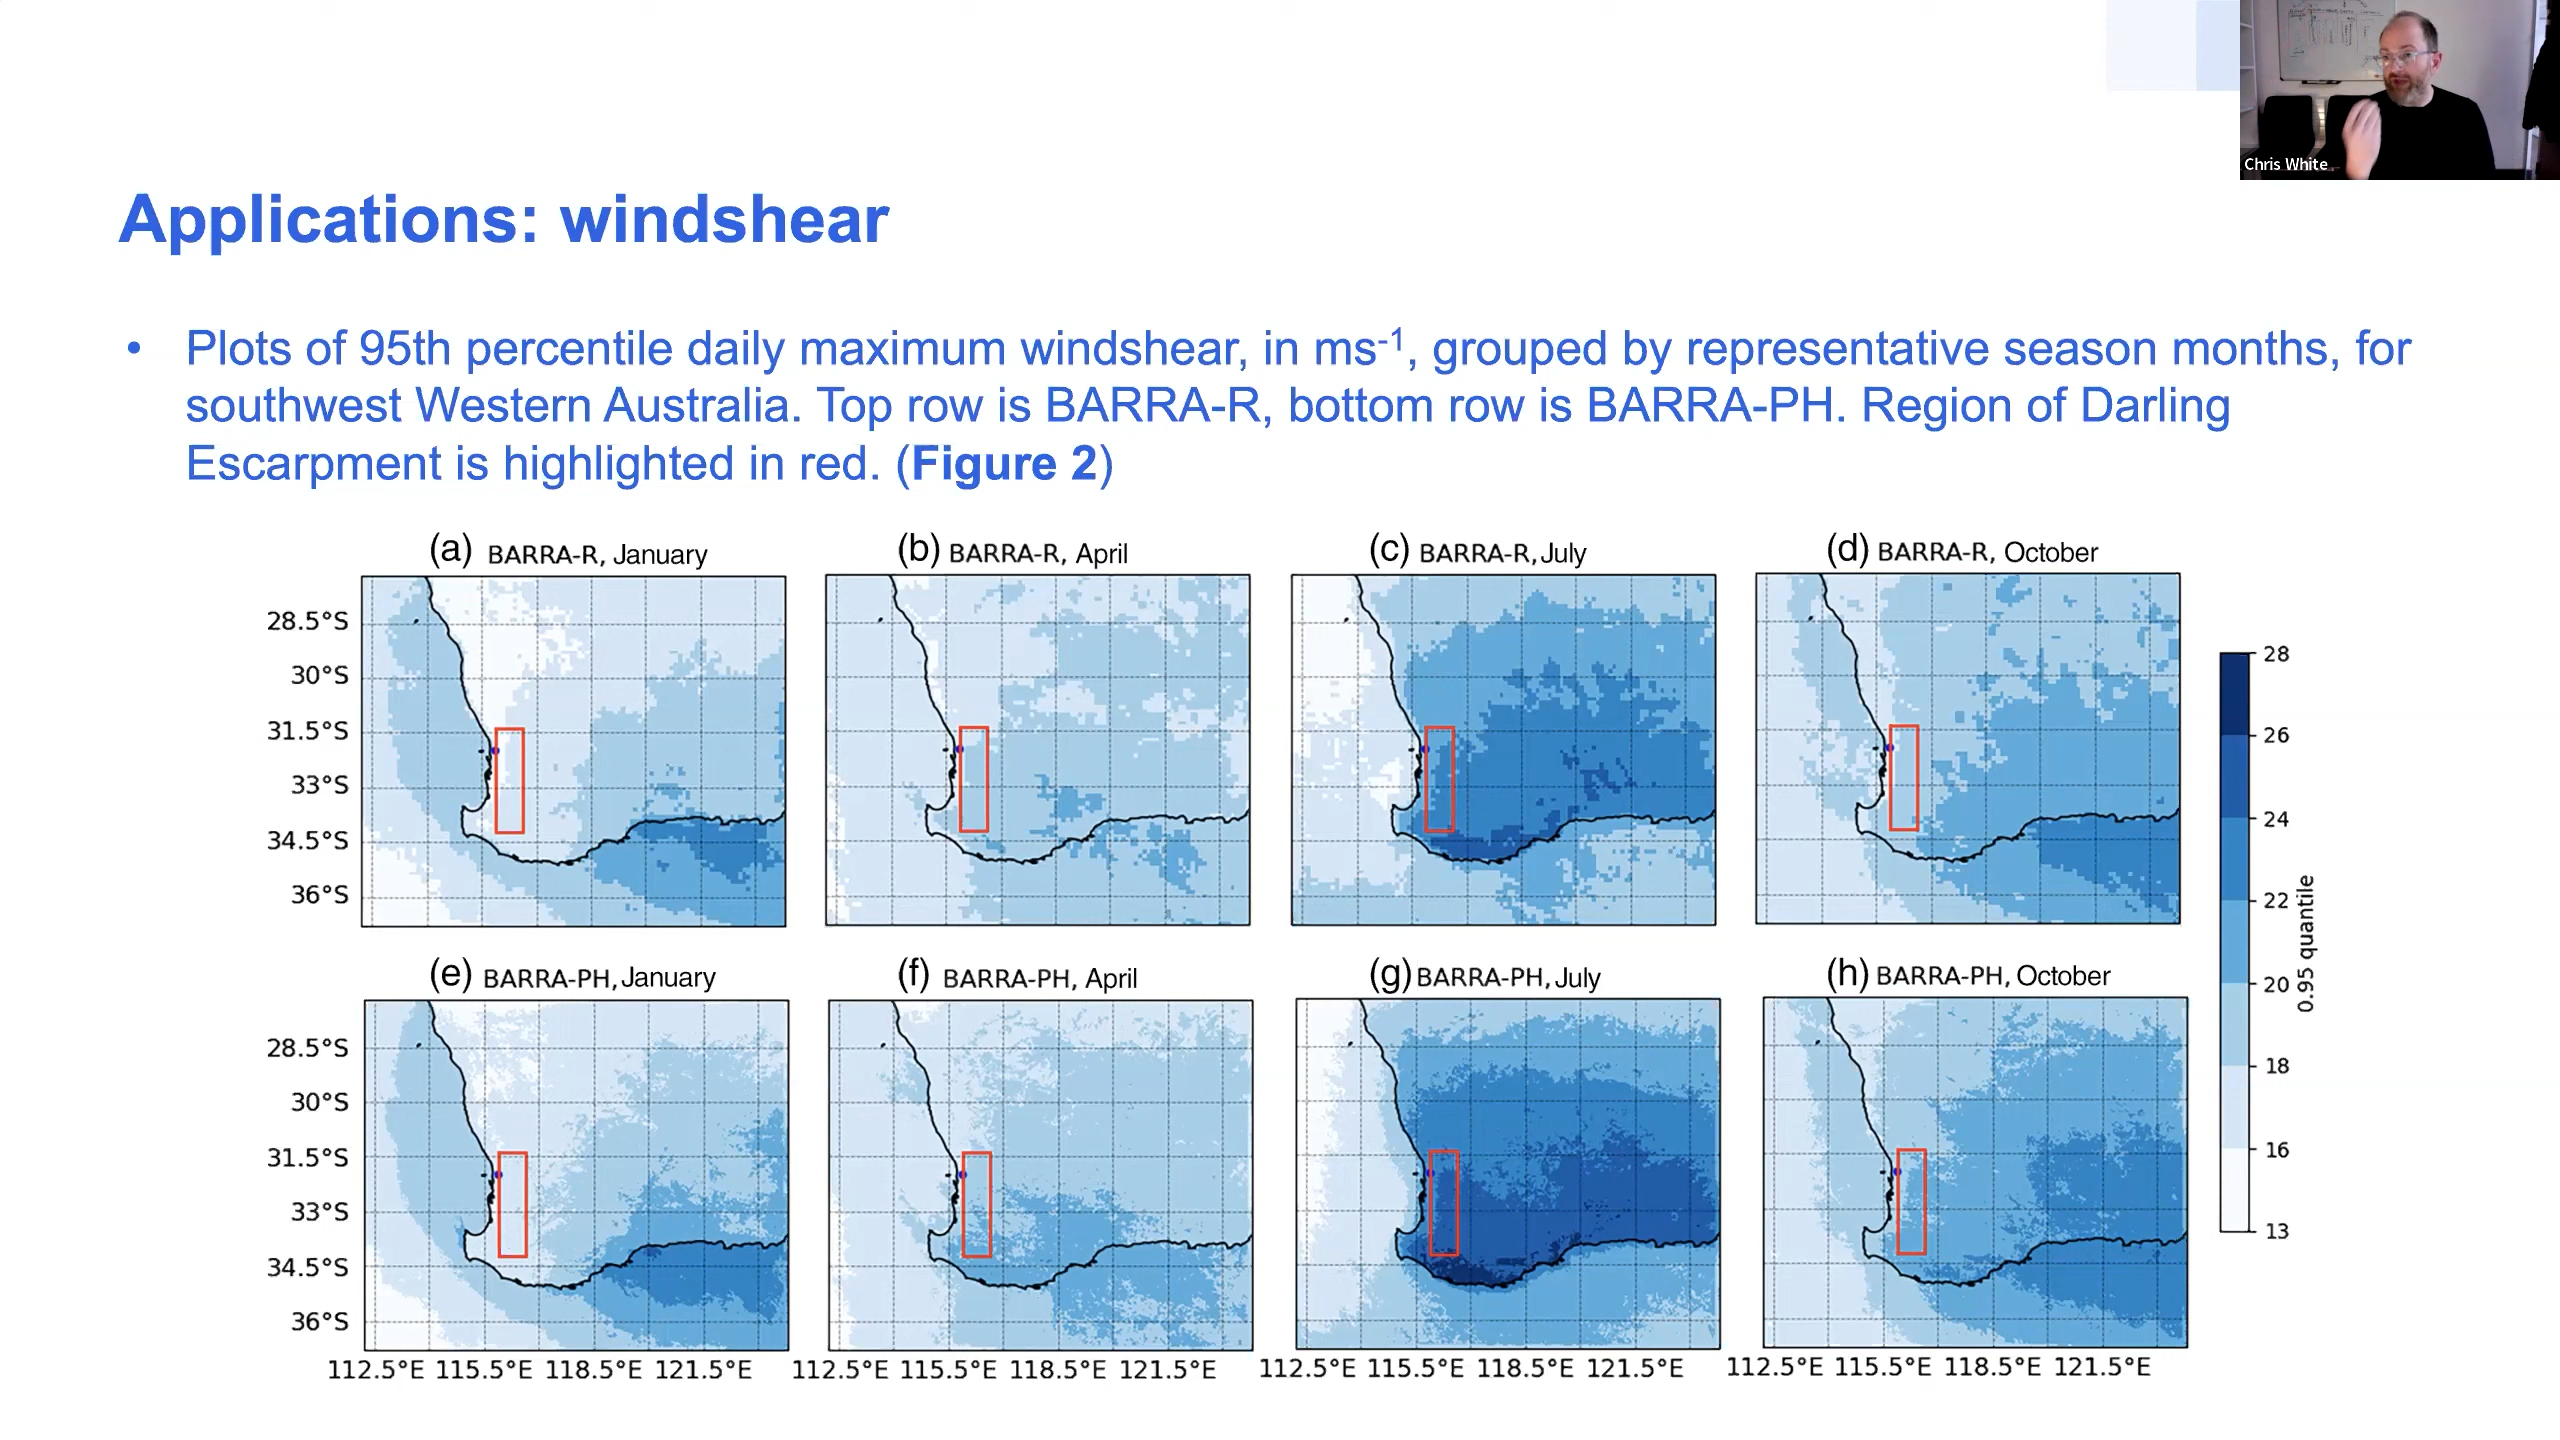 Chris White
Applications: windshear
• Plots of 95th percentile daily maximum windshear, in ms-1, grouped by representative season months, for
southwest Western Australia. Top row is BARRA-R, bottom row is BARRA-PH. Region of Darling
Escarpment is highlighted in red. (Figure 2)
(a) BARRA-R, January
(b) BARRA-R, April
(c) BARRA-R, July
(d) BARRA-R, October
28.5°S
30°S
31.5°S
33°S
34.5°S
36°S
(e) BARRA-PH, January
(f) BARRA-PH, April
(g) BARRA-PH, July
(h) BARRA-PH, October
28.5°S
30°S
31.5°S
33°S
34.5°S
36°S
112.5°E 115.5°E 118.5°E 121.5°E
112.5°E 115.5°E 118.5°E 121.5°E
112.5°E 115.5°E 118.5°E 121.5°E
112.5°E 115.5°E 118.5°E 121.5°E
28
26
24
22
20
18
16
13
0.95 quantile